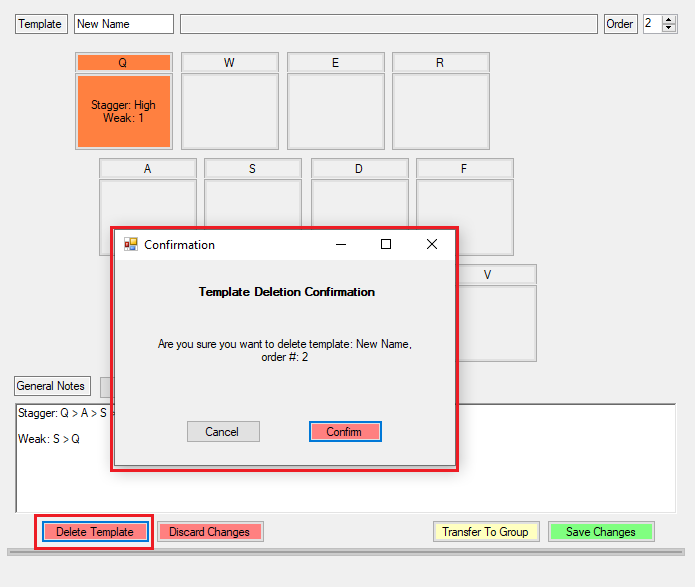 Template New Name Order 2
Q W E R
Stagger: High
Weak: 1
A S D F
Confirmation
V
Template Deletion Confirmation
Are you sure you want to delete template: New Name,
order #: 2
General Notes
Stagger: Q > A > S
Weak: S > Q
Cancel Confirm
Delete Template Discard Changes Transfer To Group Save Changes